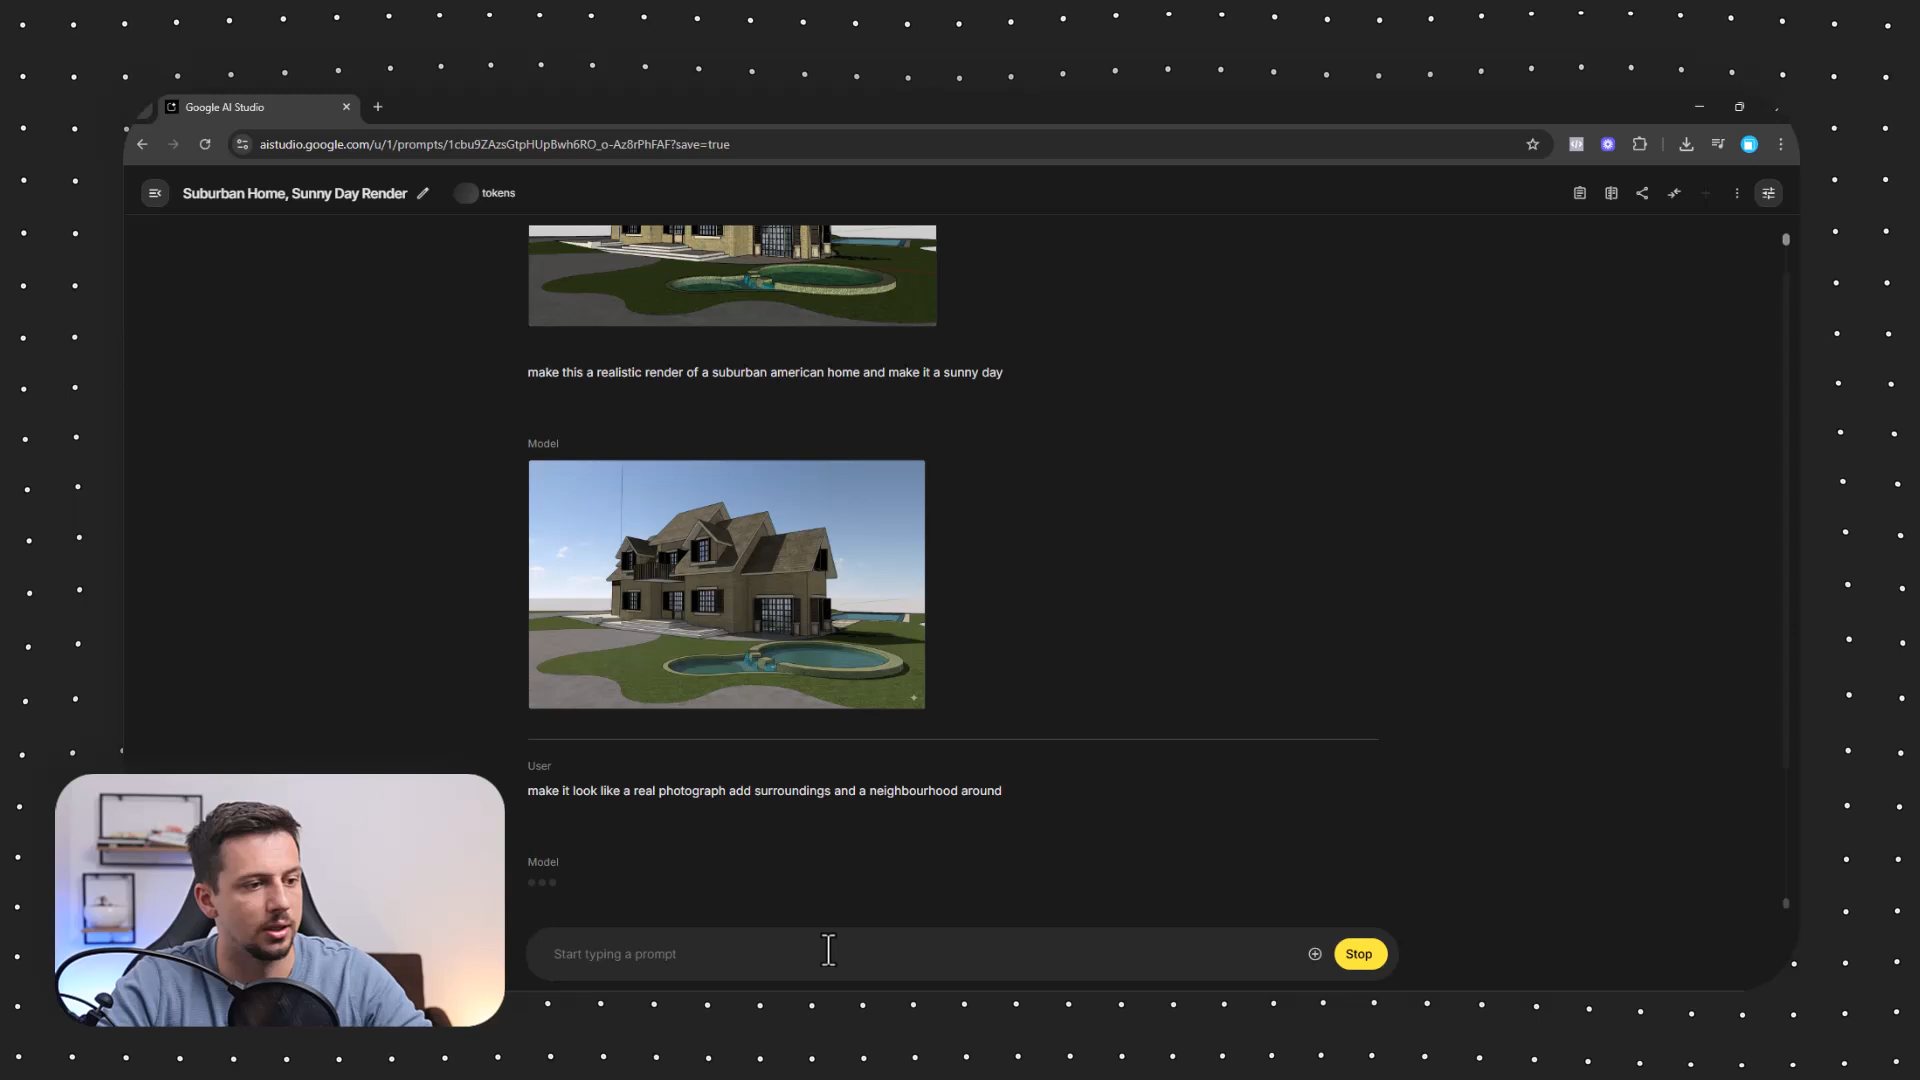 Google AI Studio
aistudio.google.com/u/1/prompts/1cbu9ZAzsGtpHUpBwh6RO_o-Az8rPhFAF?save=true
Suburban Home, Sunny Day Render
tokens
make this a realistic render of a suburban american home and make it a sunny day
Model
User
make it look like a real photograph add surroundings and a neighbourhood around
Model
Start typing a prompt
Stop